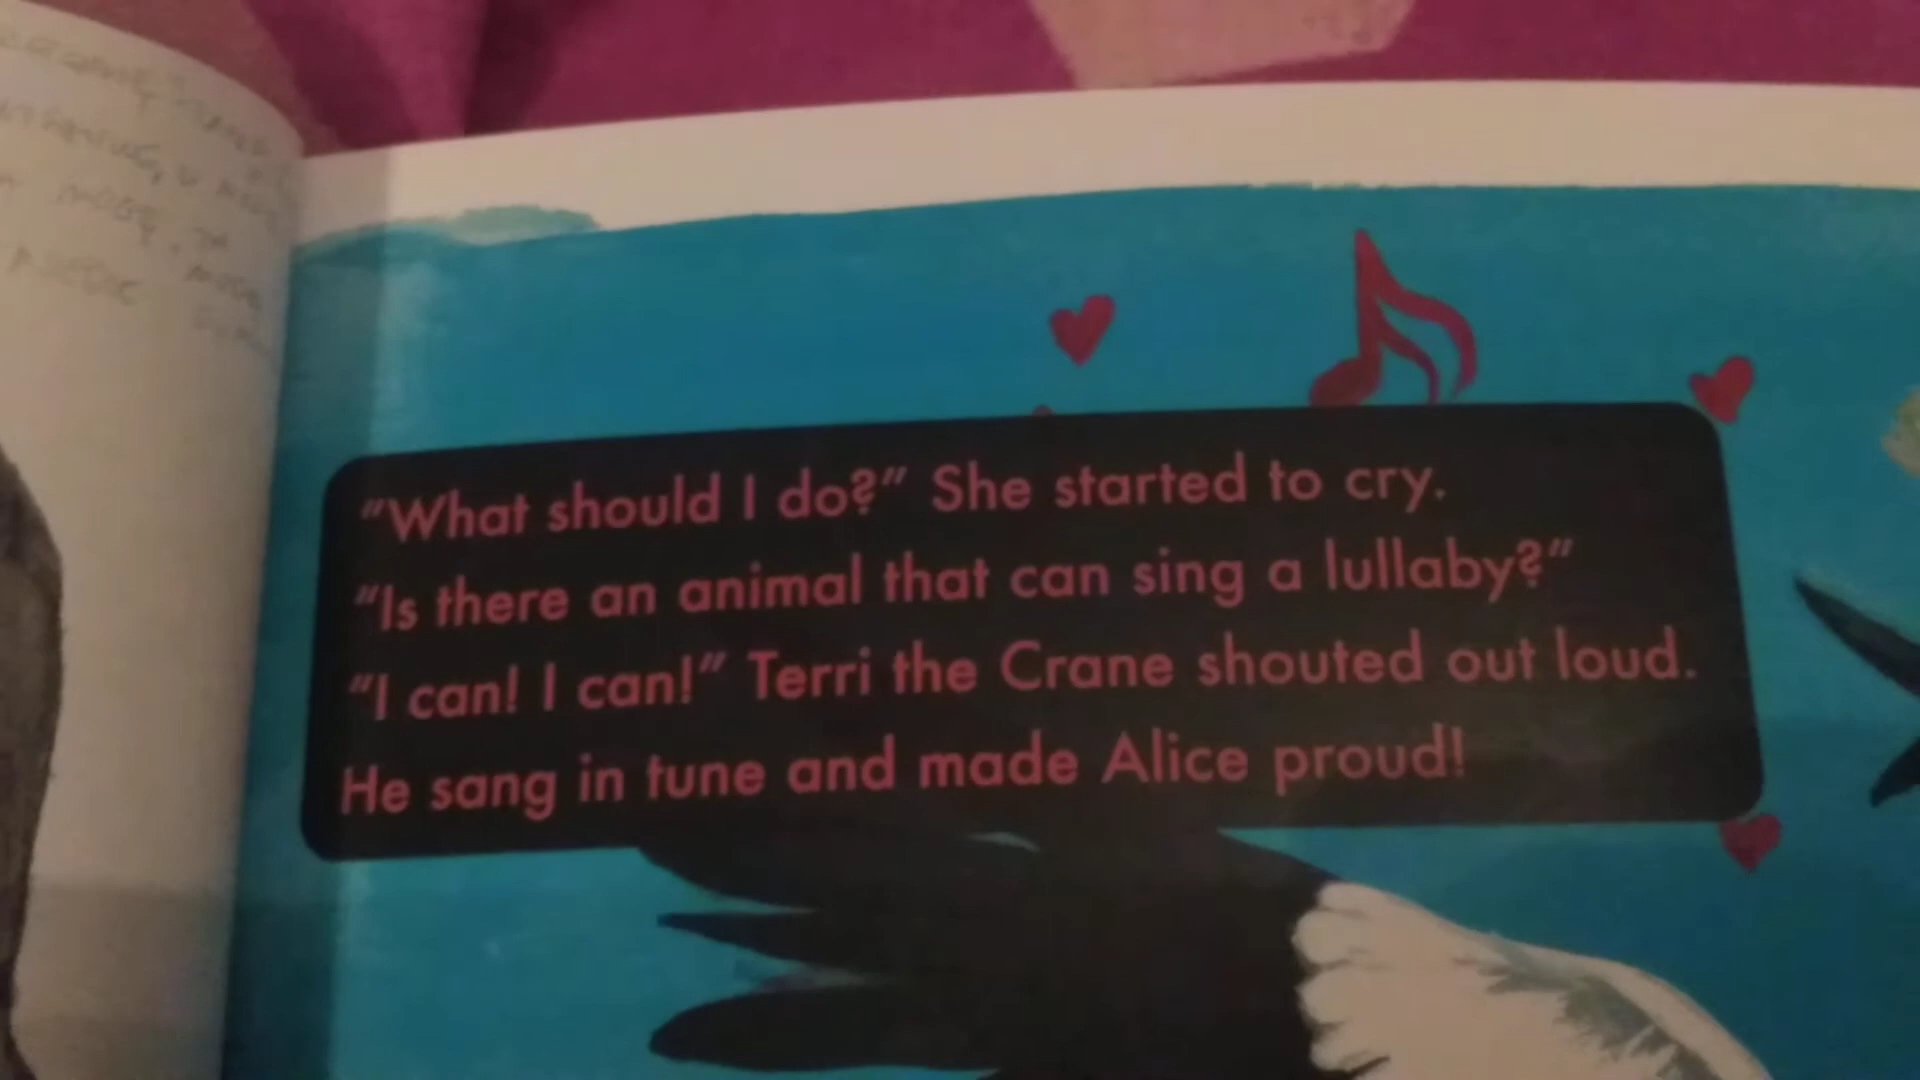 "What should I do?" She started to cry.
"Is there an animal that can sing a lullaby?"
"I can! I can!" Terri the Crane shouted out loud.
He sang in tune and made Alice proud!